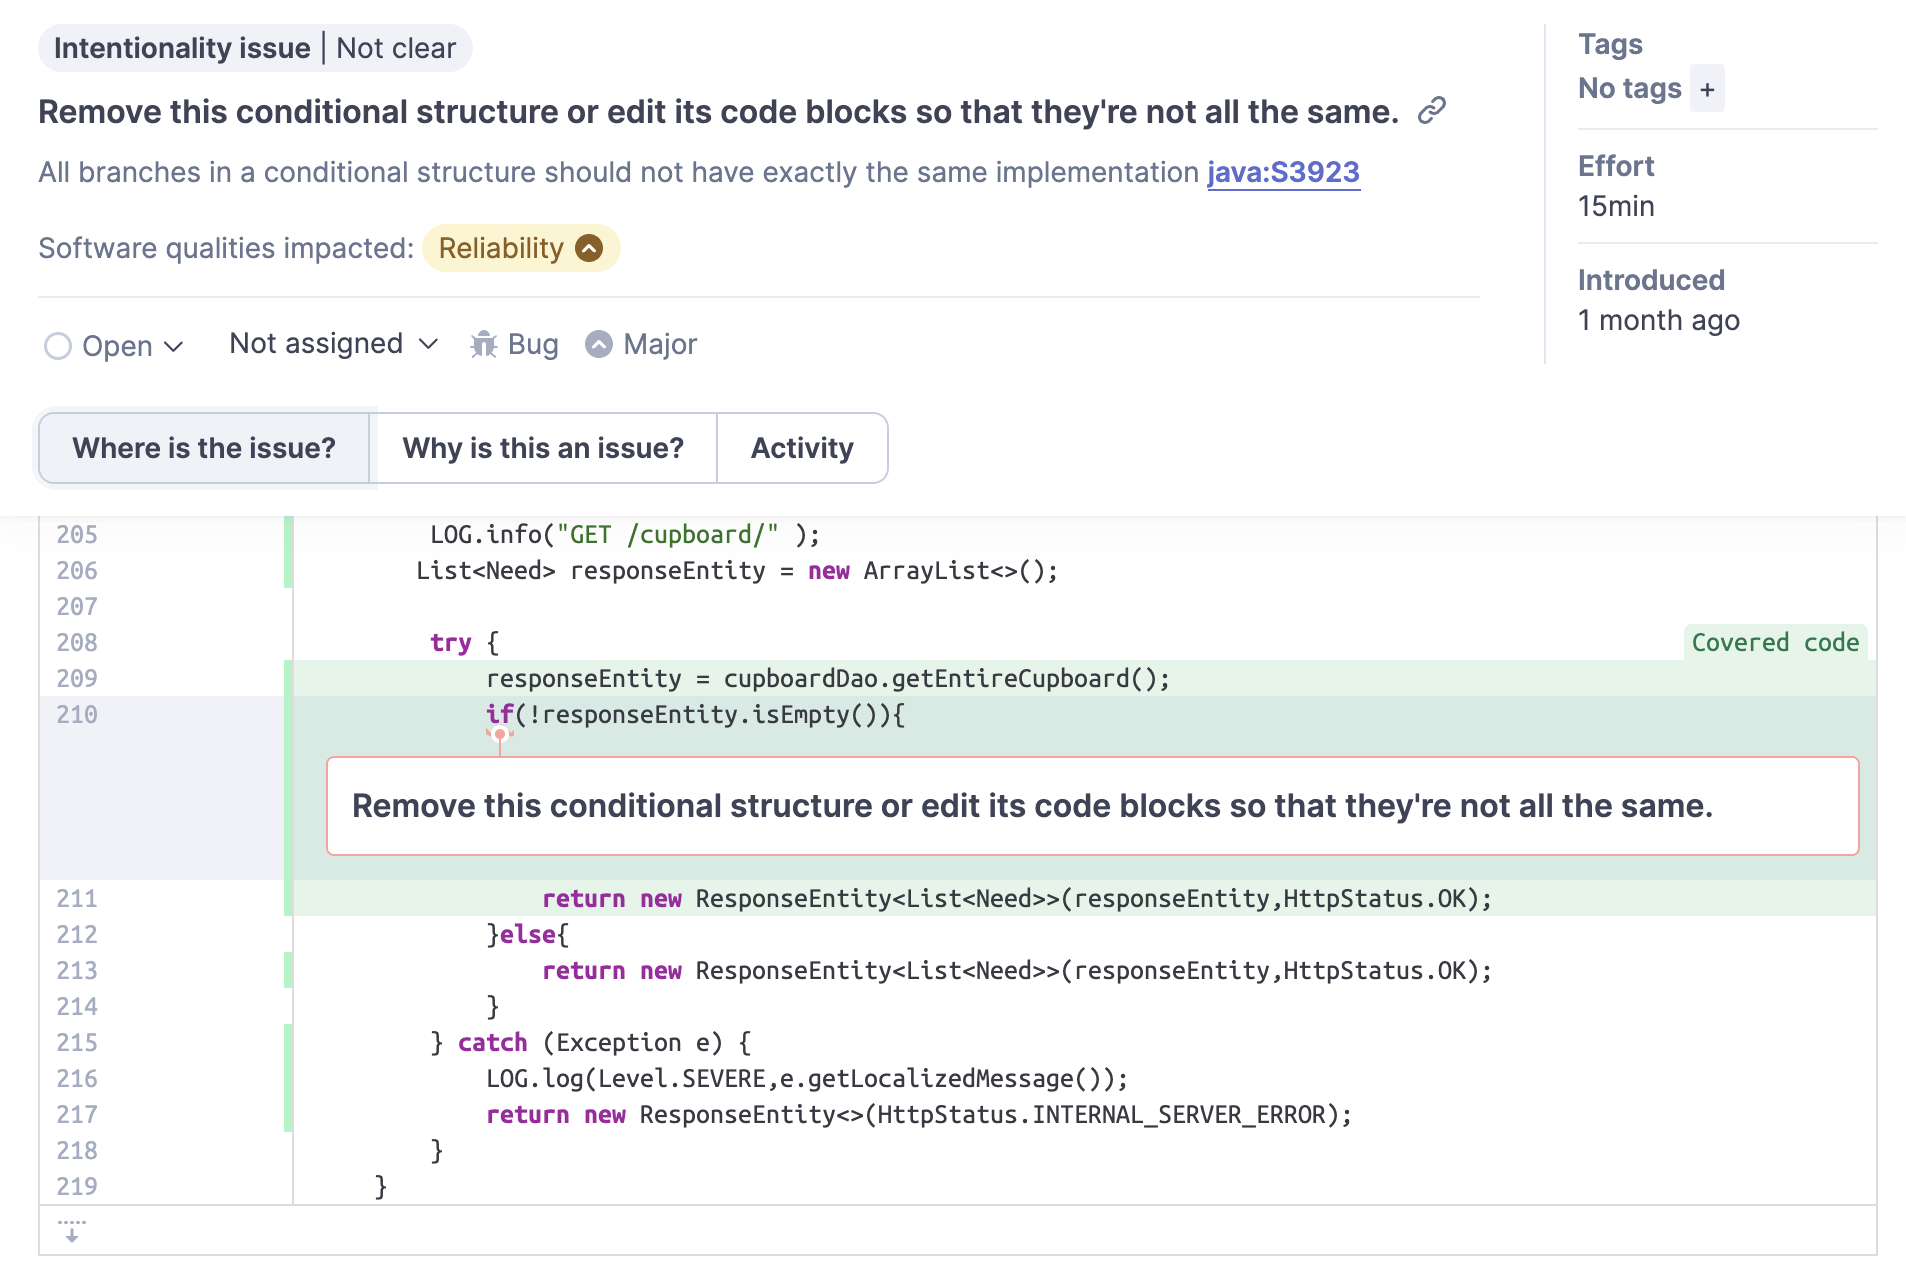 Intentionality issue | Not clear
Remove this conditional structure or edit its code blocks so that they're not all the same.
All branches in a conditional structure should not have exactly the same implementation java:S3923
Software qualities impacted: Reliability
Open Not assigned Bug Major
Tags
No tags +
Effort
15min
Introduced
1 month ago
Where is the issue? Why is this an issue? Activity
205 LOG.info("GET /cupboard/" );
206 List<Need> responseEntity = new ArrayList<>();
207
208 try {
Covered code
209 responseEntity = cupboardDao.getEntireCupboard();
210 if(!responseEntity.isEmpty()){
Remove this conditional structure or edit its code blocks so that they're not all the same.
211 return new ResponseEntity<List<Need>>(responseEntity,HttpStatus.OK);
212 }else{
213 return new ResponseEntity<List<Need>>(responseEntity,HttpStatus.OK);
214 }
215 } catch (Exception e) {
216 LOG.log(Level.SEVERE,e.getLocalizedMessage());
217 return new ResponseEntity<>(HttpStatus.INTERNAL_SERVER_ERROR);
218 }
219 }